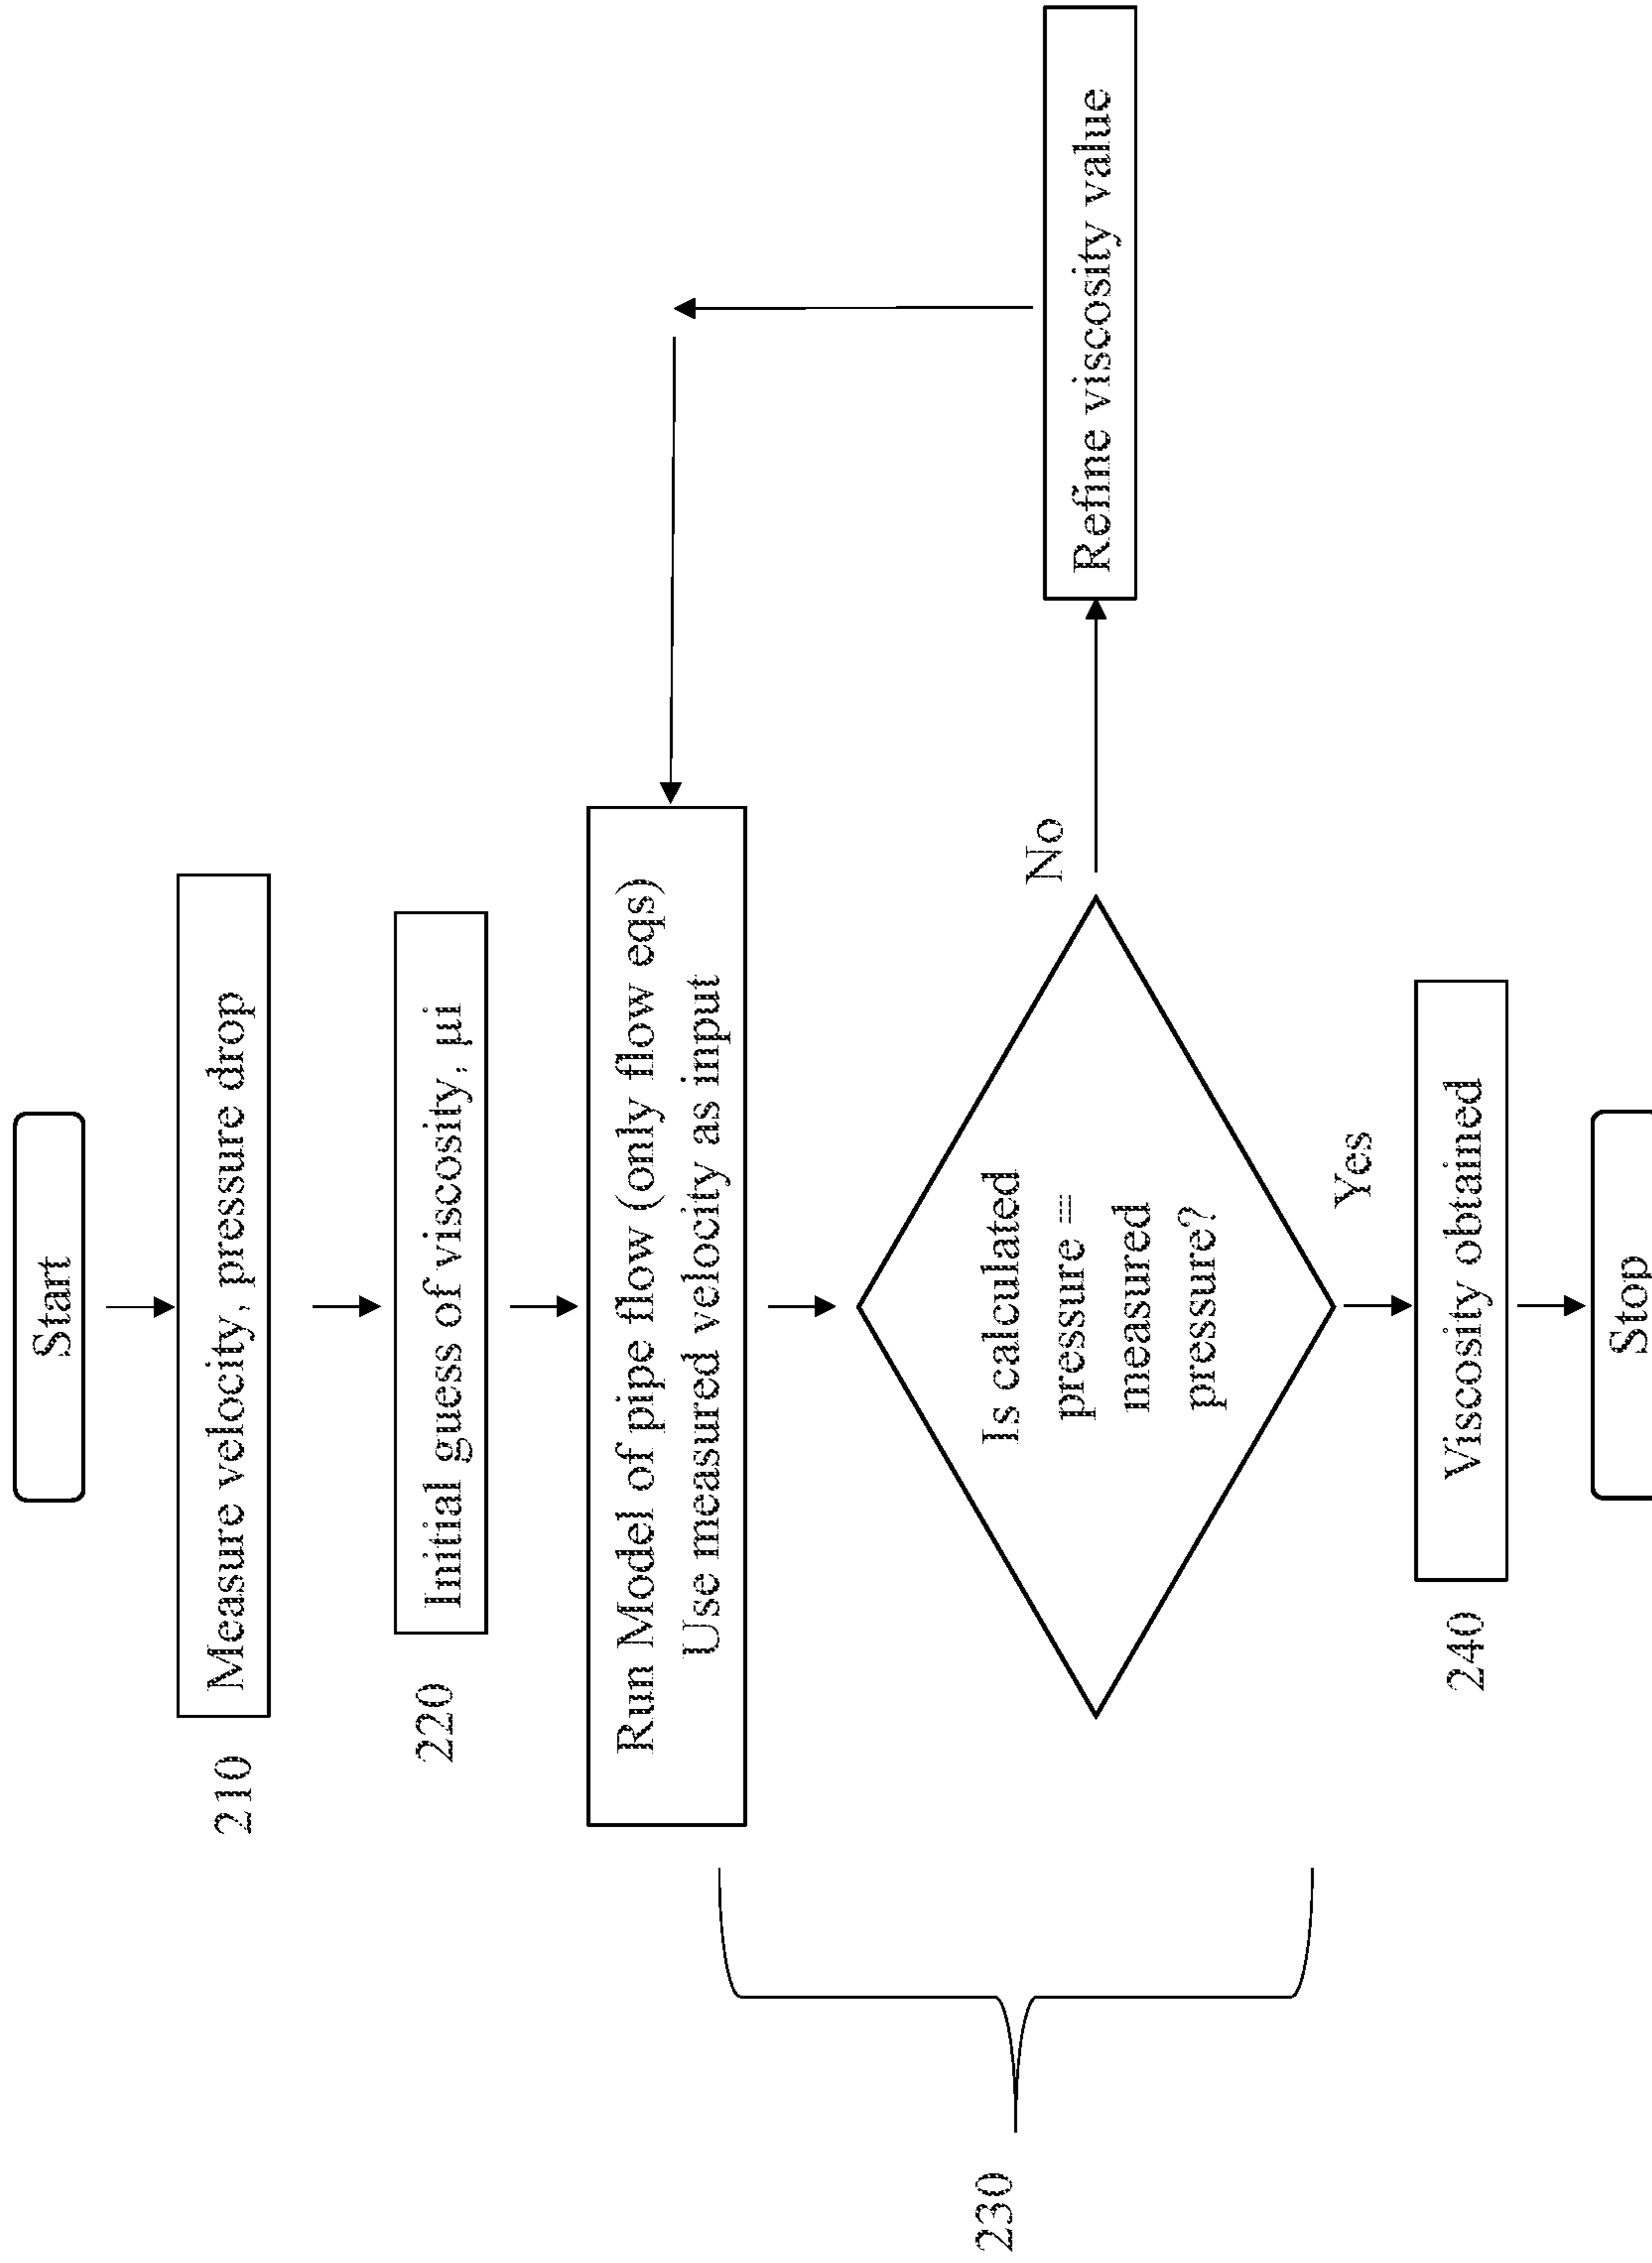 Start
210
Measure velocity, pressure drop
220
Initial guess of viscosity, μi
Run Model of pipe flow (only flow eqs)
Use measured velocity as input
230
Is calculated
pressure =
measured
pressure?
No
Refine viscosity value
Yes
240
Viscosity obtained
Stop